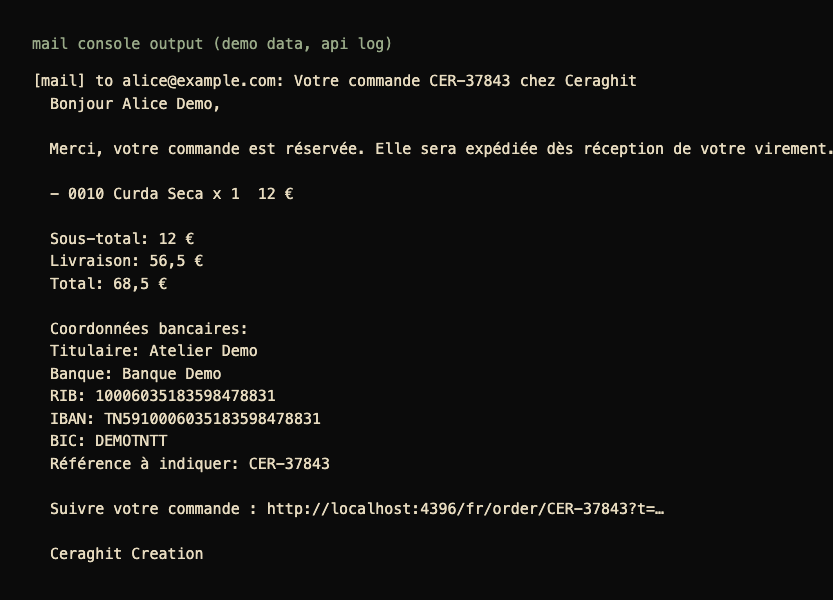 mail console output (demo data, api log)
[mail] to alice@example.com: Votre commande CER-37843 chez Ceraghit
Bonjour Alice Demo,
Merci, votre commande est réservée. Elle sera expédiée dès réception de votre virement.
- 0010 Curda Seca x 1  12 €
Sous-total: 12 €
Livraison: 56,5 €
Total: 68,5 €
Coordonnées bancaires:
Titulaire: Atelier Demo
Banque: Banque Demo
RIB: 10006035183598478831
IBAN: TN5910006035183598478831
BIC: DEMOTNTT
Référence à indiquer: CER-37843
Suivre votre commande : http://localhost:4396/fr/order/CER-37843?t=…
Ceraghit Creation